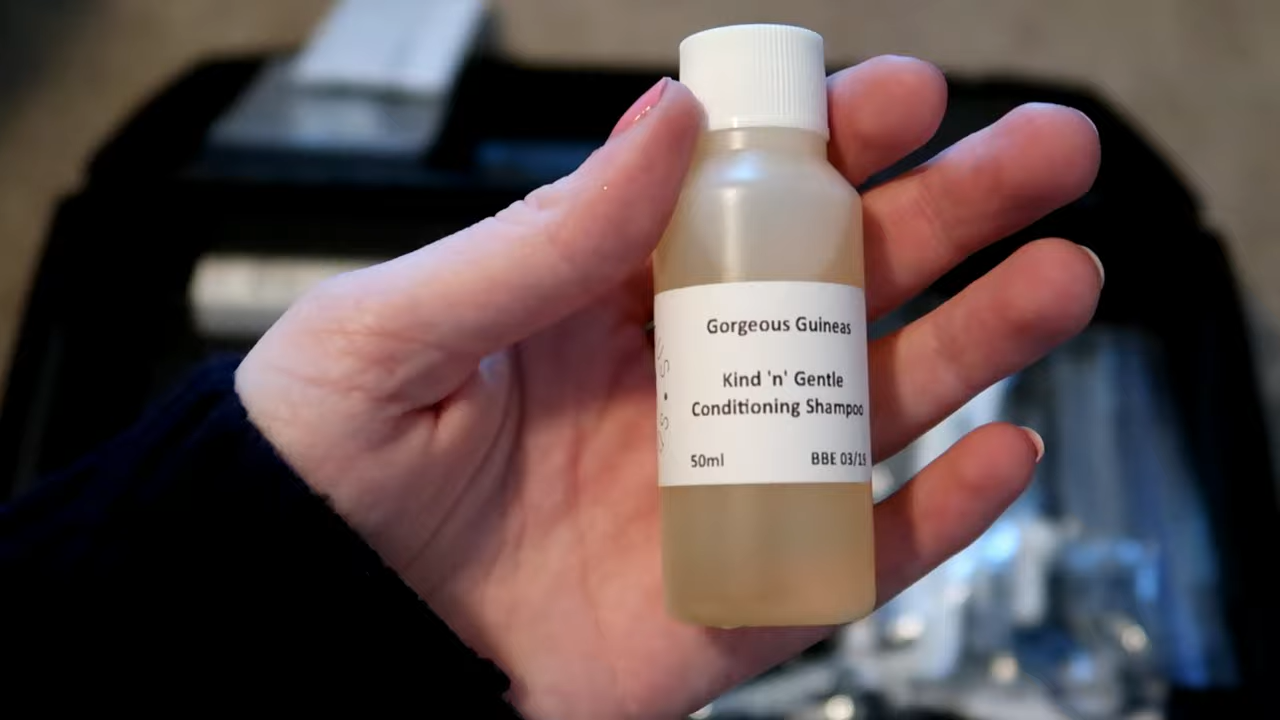 Gorgeous Guineas
Kind 'n' Gentle
Conditioning Shampoo
50ml
BBE 03/19